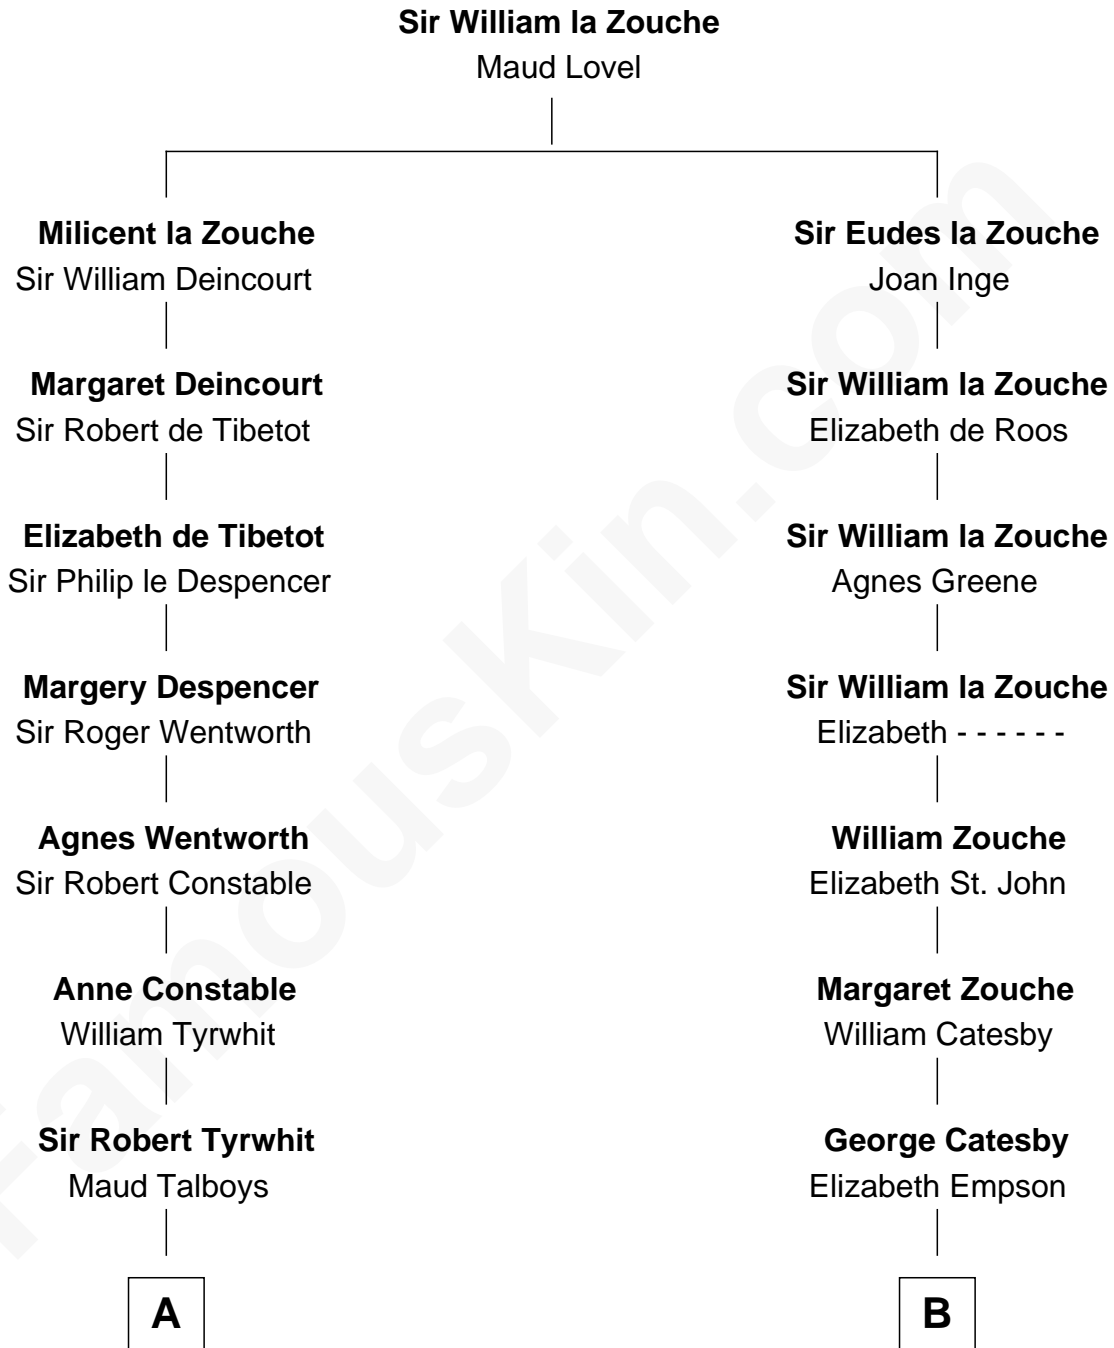 Sir William la Zouche
Maud Lovel
Milicent la Zouche
Sir William Deincourt
Margaret Deincourt
Sir Robert de Tibetot
Elizabeth de Tibetot
Sir Philip le Despencer
Margery Despencer
Sir Roger Wentworth
Agnes Wentworth
Sir Robert Constable
Anne Constable
William Tyrwhit
Sir Robert Tyrwhit
Maud Talboys
A
Sir Eudes la Zouche
Joan Inge
Sir William la Zouche
Elizabeth de Roos
Sir William la Zouche
Agnes Greene
Sir William la Zouche
Elizabeth - - - - - -
William Zouche
Elizabeth St. John
Margaret Zouche
William Catesby
George Catesby
Elizabeth Empson
B
FamousKin.com